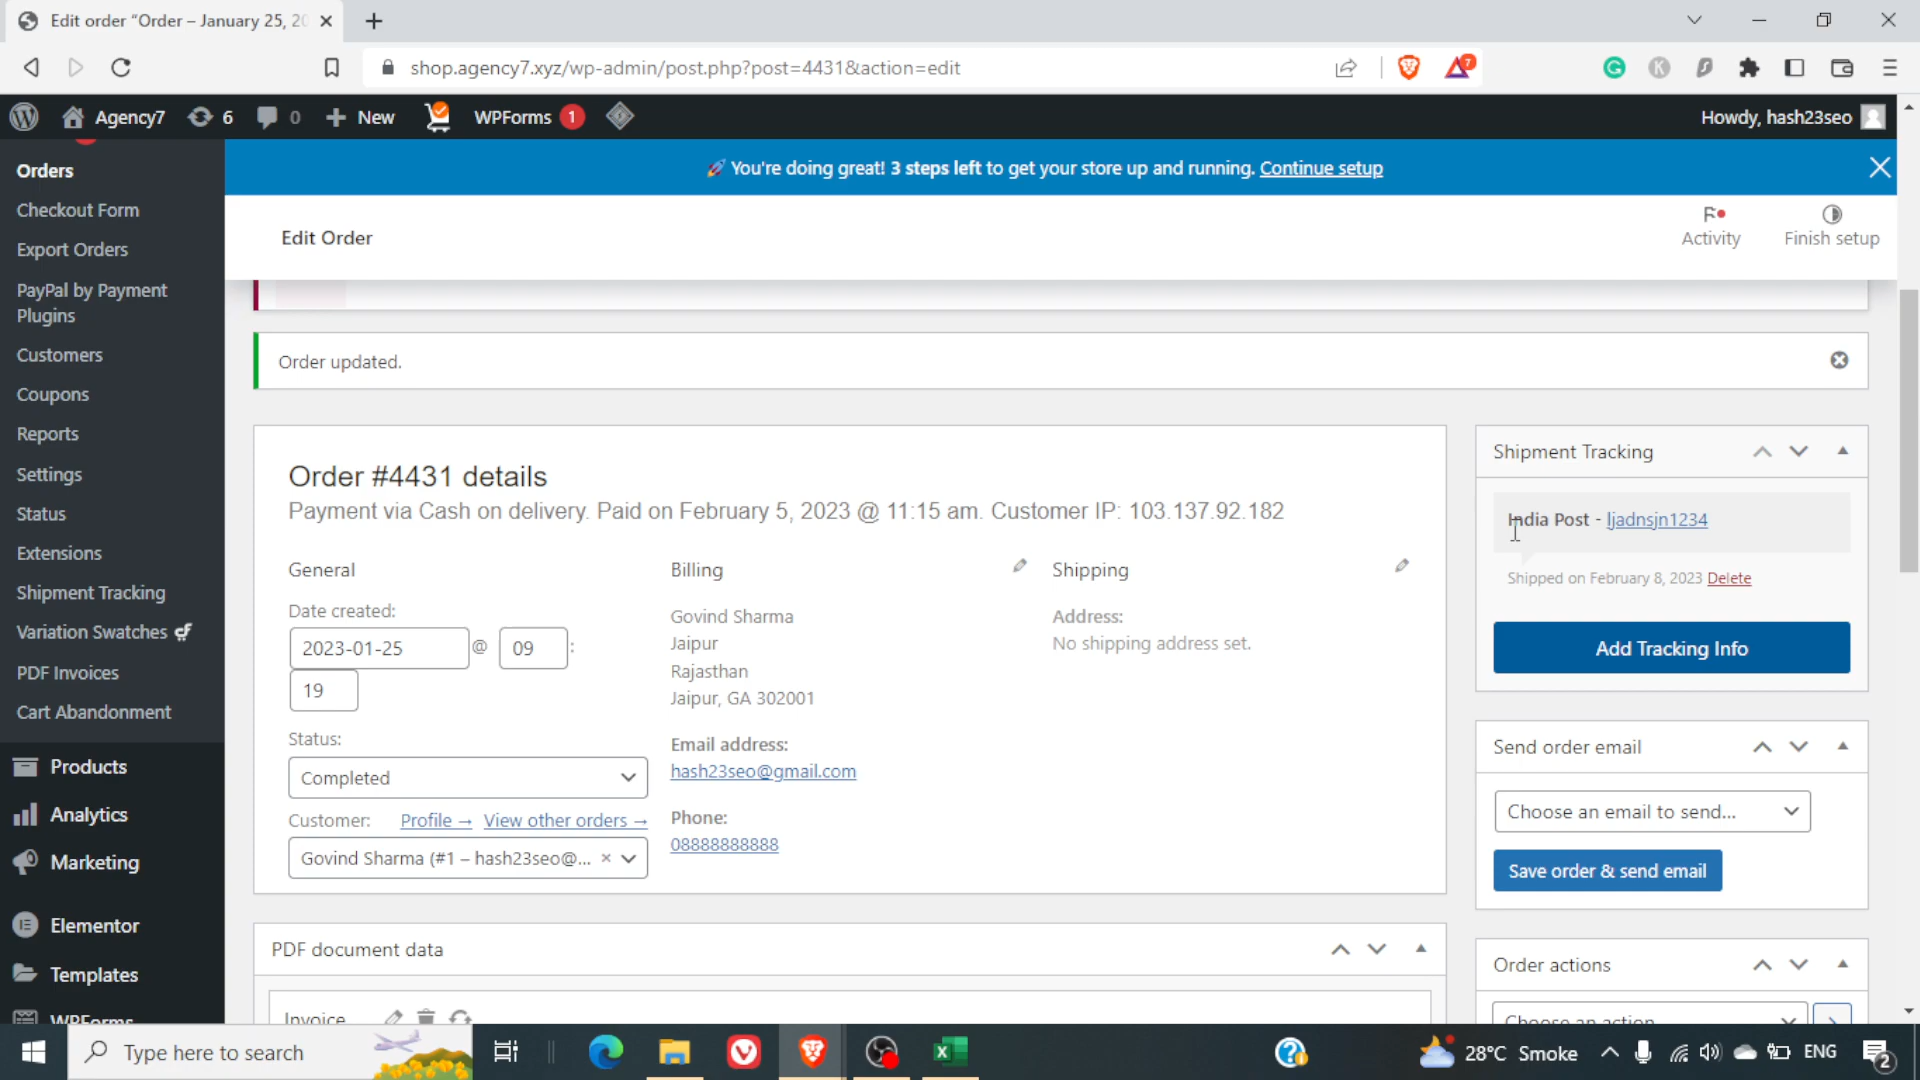 Edit order “Order – January 25, 20
shop.agency7.xyz/wp-admin/post.php?post=4431&action=edit
7
Agency7
6
0
New
WPForms 1
Howdy, hash23seo
Orders
Checkout Form
Export Orders
PayPal by Payment
Plugins
Customers
Coupons
Reports
Settings
Status
Extensions
Shipment Tracking
Variation Swatches
PDF Invoices
Cart Abandonment
Products
Analytics
Marketing
Elementor
Templates
WPForms
You're doing great! 3 steps left to get your store up and running. Continue setup
Edit Order
Activity
Finish setup
Order updated.
Order #4431 details
Payment via Cash on delivery. Paid on February 5, 2023 @ 11:15 am. Customer IP: 103.137.92.182
General
Date created:
2023-01-25 @ 09 :
19
Status:
Completed
Customer: Profile → View other orders →
Govind Sharma (#1 – hash23seo@... ×
Billing
Govind Sharma
Jaipur
Rajasthan
Jaipur, GA 302001
Email address:
hash23seo@gmail.com
Phone:
08888888888
Shipping
Address:
No shipping address set.
PDF document data
Invoice
Shipment Tracking
India Post - ljadnsjn1234
Shipped on February 8, 2023 Delete
Add Tracking Info
Send order email
Choose an email to send...
Save order & send email
Order actions
Choose an action
Type here to search
28°C Smoke
ENG
2